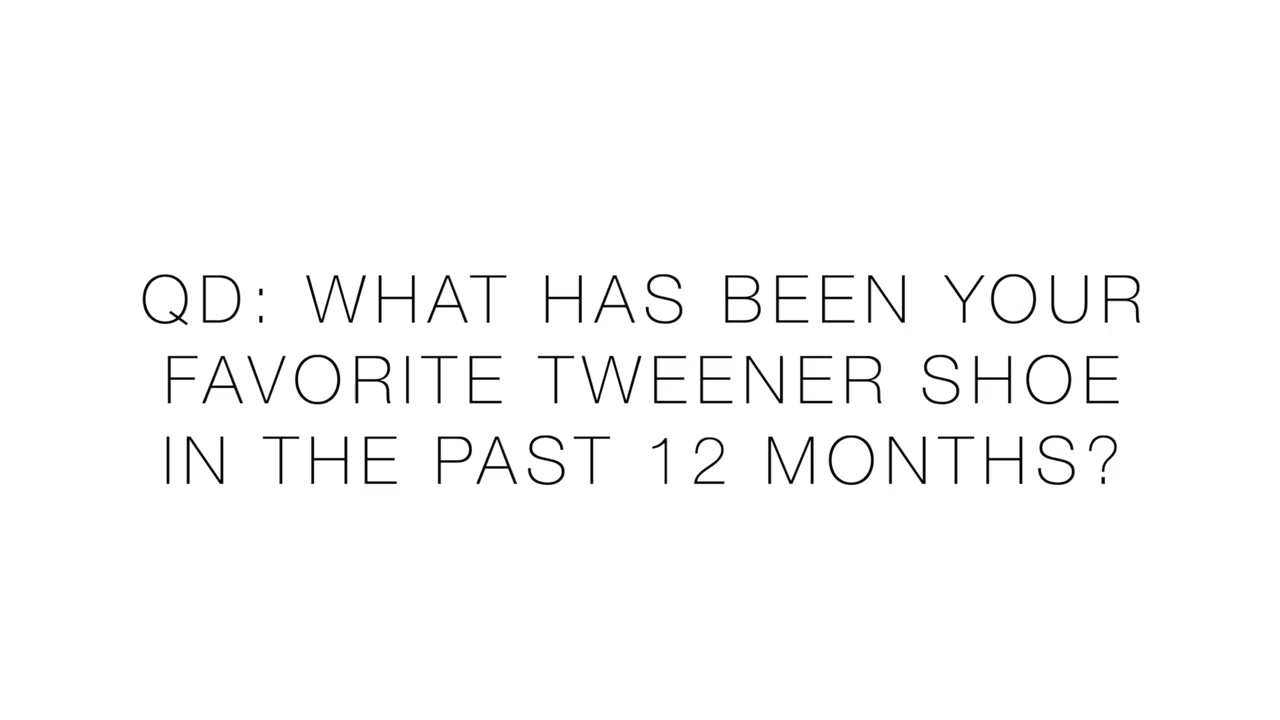 QD: WHAT HAS BEEN YOUR
FAVORITE TWEENER SHOE
IN THE PAST 12 MONTHS?